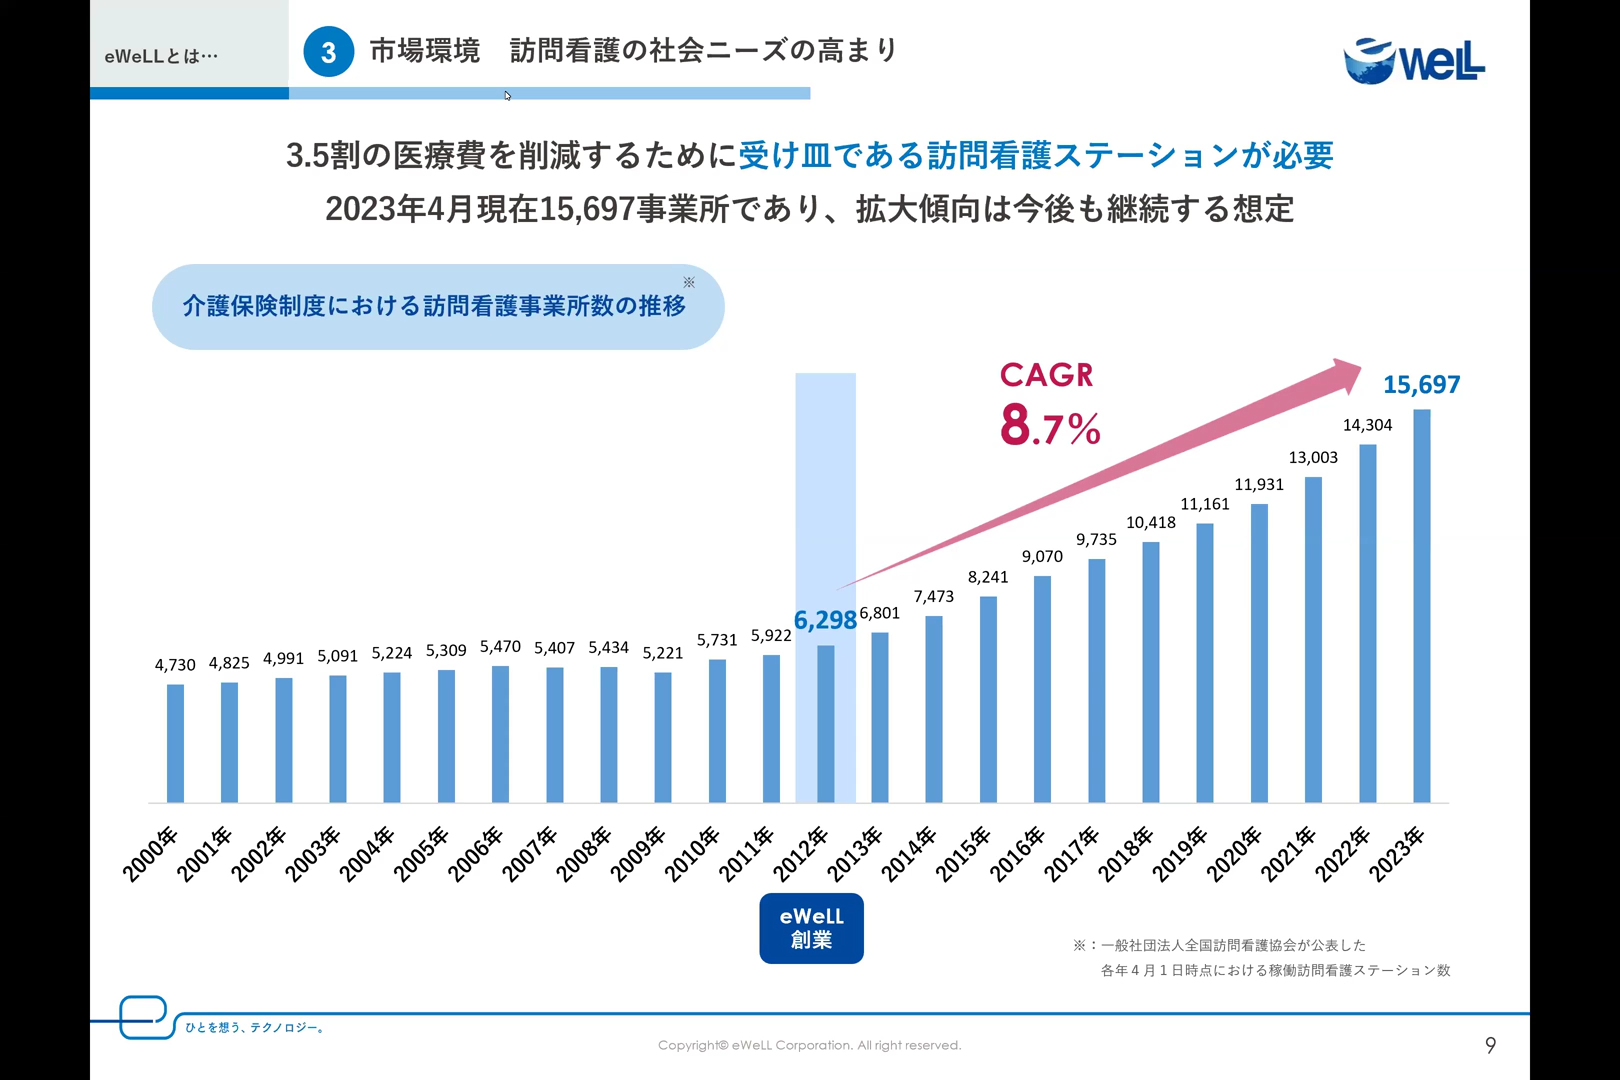 eWeLLとは…
3 市場環境　訪問看護の社会ニーズの高まり
eWeLL
3.5割の医療費を削減するために受け皿である訪問看護ステーションが必要
2023年4月現在15,697事業所であり、拡大傾向は今後も継続する想定
介護保険制度における訪問看護事業所数の推移※
CAGR
8.7%
4,730 4,825 4,991 5,091 5,224 5,309 5,470 5,407 5,434 5,221 5,731 5,922 6,298 6,801 7,473 8,241 9,070 9,735 10,418 11,161 11,931 13,003 14,304 15,697
2000年 2001年 2002年 2003年 2004年 2005年 2006年 2007年 2008年 2009年 2010年 2011年 2012年 2013年 2014年 2015年 2016年 2017年 2018年 2019年 2020年 2021年 2022年 2023年
eWeLL
創業
※：一般社団法人全国訪問看護協会が公表した
各年４月１日時点における稼働訪問看護ステーション数
ひとを想う、テクノロジー。
Copyright© eWeLL Corporation. All right reserved.
9